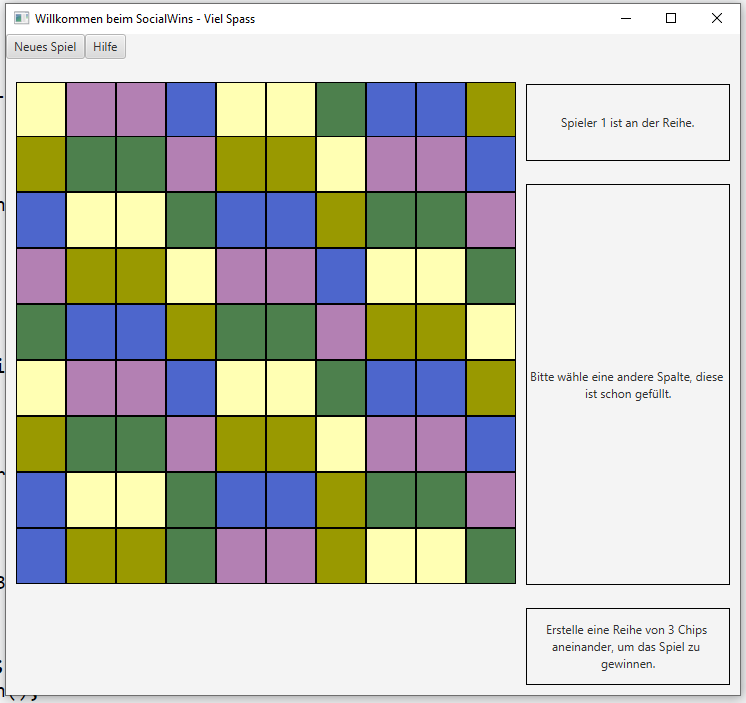 Willkommen beim SocialWins - Viel Spass
Neues Spiel
Hilfe
Spieler 1 ist an der Reihe.
Bitte wähle eine andere Spalte, diese
ist schon gefüllt.
Erstelle eine Reihe von 3 Chips
aneinander, um das Spiel zu
gewinnen.